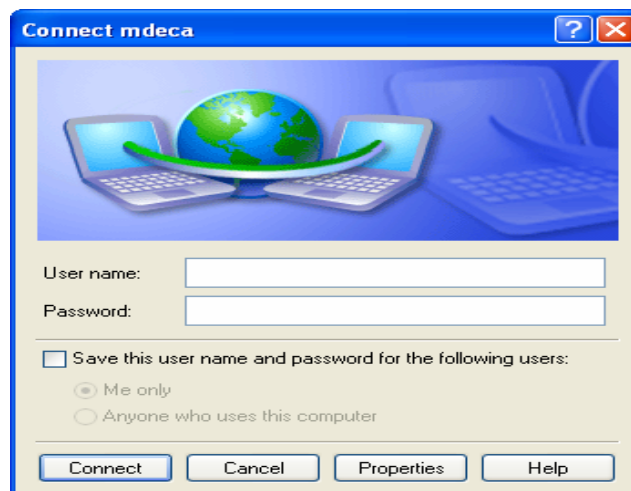 Connect mdeca
User name:
Password:
Save this user name and password for the following users:
Me only
Anyone who uses this computer
Connect Cancel Properties Help